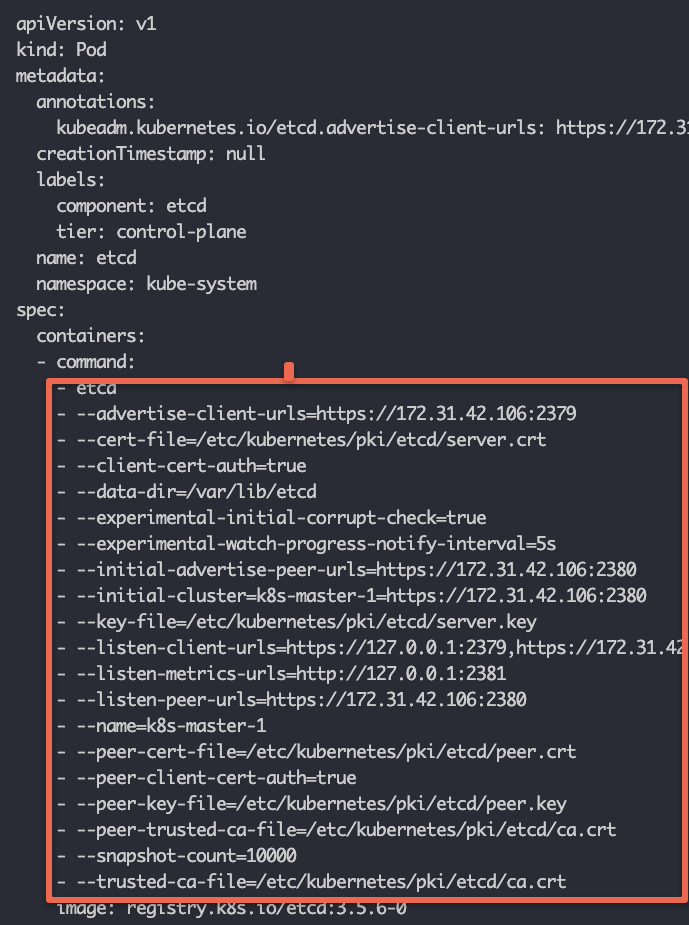 apiVersion: v1
kind: Pod
metadata:
  annotations:
    kubeadm.kubernetes.io/etcd.advertise-client-urls: https://172.31
  creationTimestamp: null
  labels:
    component: etcd
    tier: control-plane
  name: etcd
  namespace: kube-system
spec:
  containers:
  - command:
    - etcd
    - --advertise-client-urls=https://172.31.42.106:2379
    - --cert-file=/etc/kubernetes/pki/etcd/server.crt
    - --client-cert-auth=true
    - --data-dir=/var/lib/etcd
    - --experimental-initial-corrupt-check=true
    - --experimental-watch-progress-notify-interval=5s
    - --initial-advertise-peer-urls=https://172.31.42.106:2380
    - --initial-cluster=k8s-master-1=https://172.31.42.106:2380
    - --key-file=/etc/kubernetes/pki/etcd/server.key
    - --listen-client-urls=https://127.0.0.1:2379,https://172.31.42
    - --listen-metrics-urls=http://127.0.0.1:2381
    - --listen-peer-urls=https://172.31.42.106:2380
    - --name=k8s-master-1
    - --peer-cert-file=/etc/kubernetes/pki/etcd/peer.crt
    - --peer-client-cert-auth=true
    - --peer-key-file=/etc/kubernetes/pki/etcd/peer.key
    - --peer-trusted-ca-file=/etc/kubernetes/pki/etcd/ca.crt
    - --snapshot-count=10000
    - --trusted-ca-file=/etc/kubernetes/pki/etcd/ca.crt
    image: registry.k8s.io/etcd:3.5.6-0